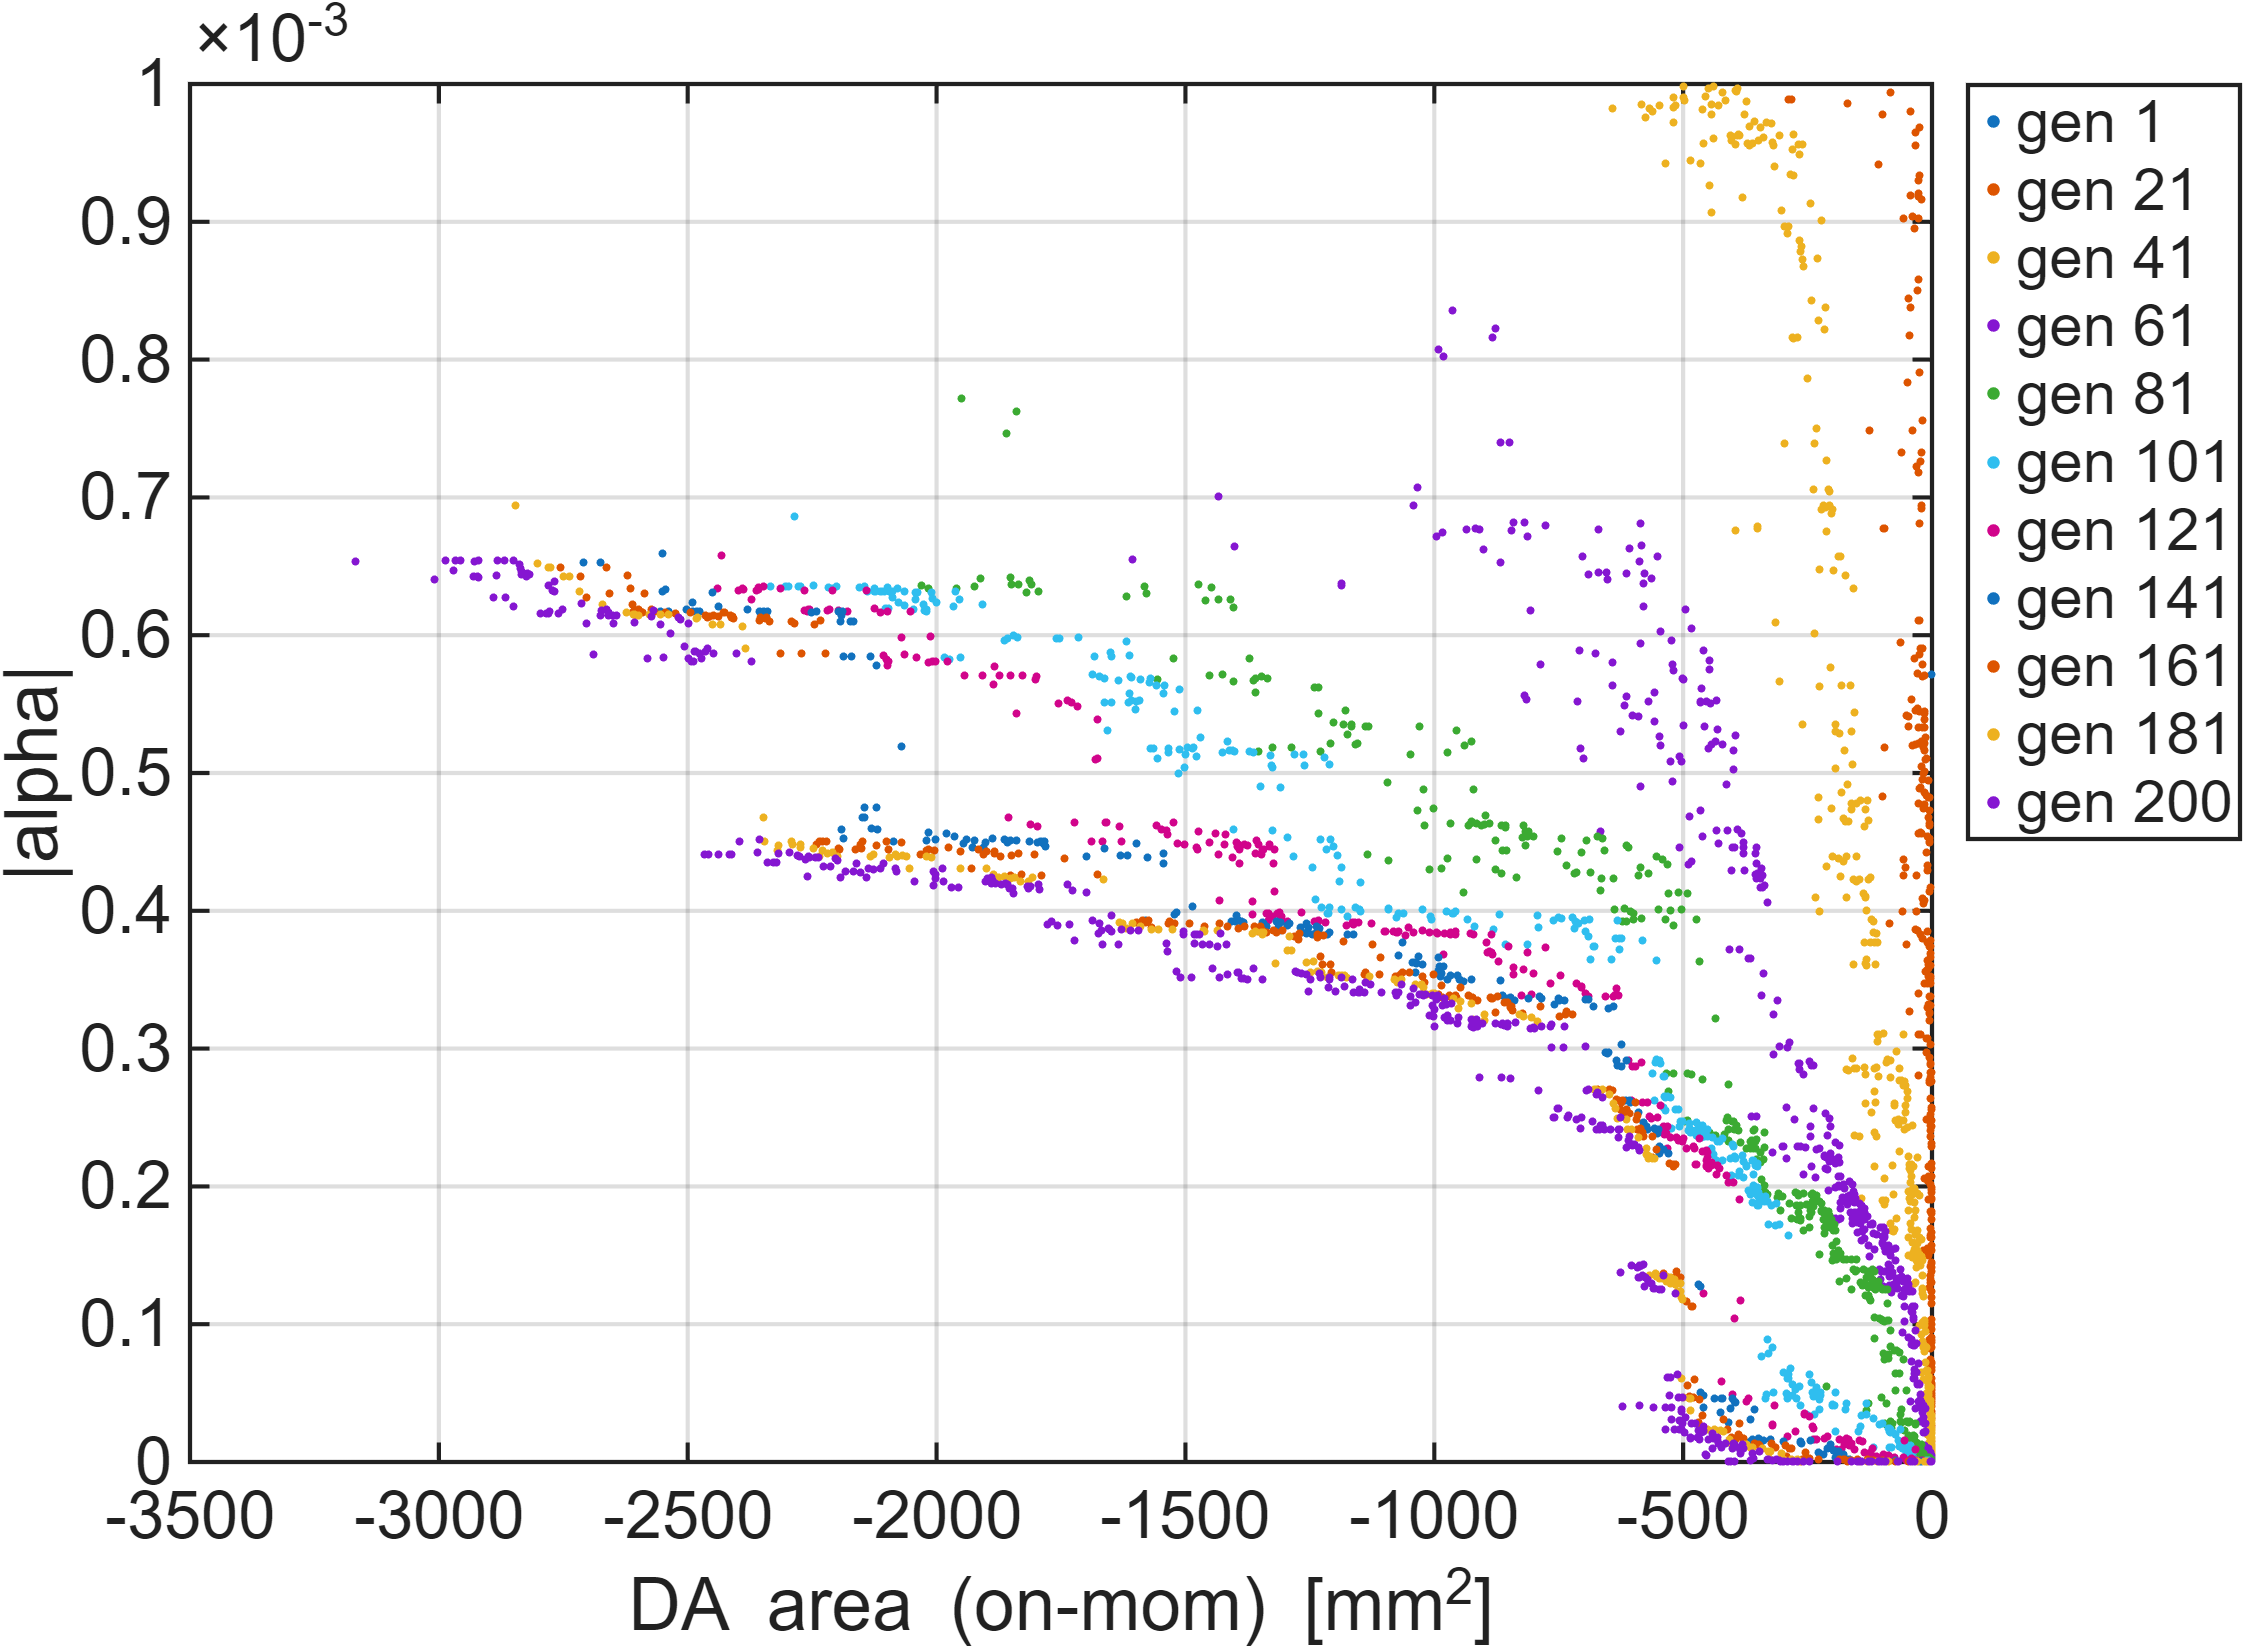 ×10-3
1
0.9
0.8
0.7
0.6
0.5
0.4
0.3
0.2
0.1
0
|alpha|
-3500 -3000 -2500 -2000 -1500 -1000 -500 0
DA area (on-mom) [mm2]
gen 1
gen 21
gen 41
gen 61
gen 81
gen 101
gen 121
gen 141
gen 161
gen 181
gen 200